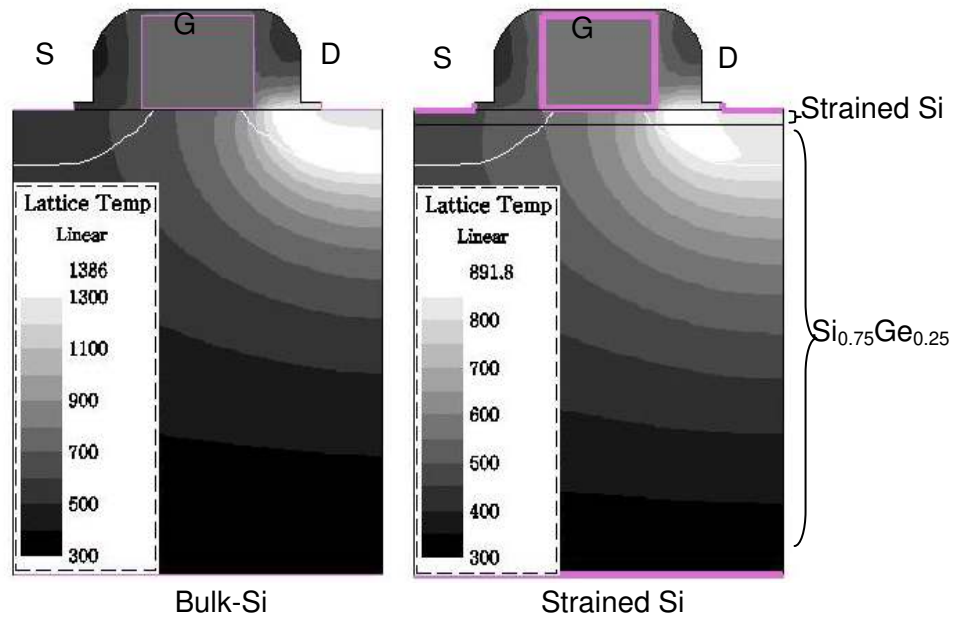 S
G
D
Lattice Temp
Linear
1386
1300
1100
900
700
500
300
Bulk-Si
S
G
D
Strained Si
Lattice Temp
Linear
891.8
800
700
600
500
400
300
Si₀.₇₅Ge₀.₂₅
Strained Si